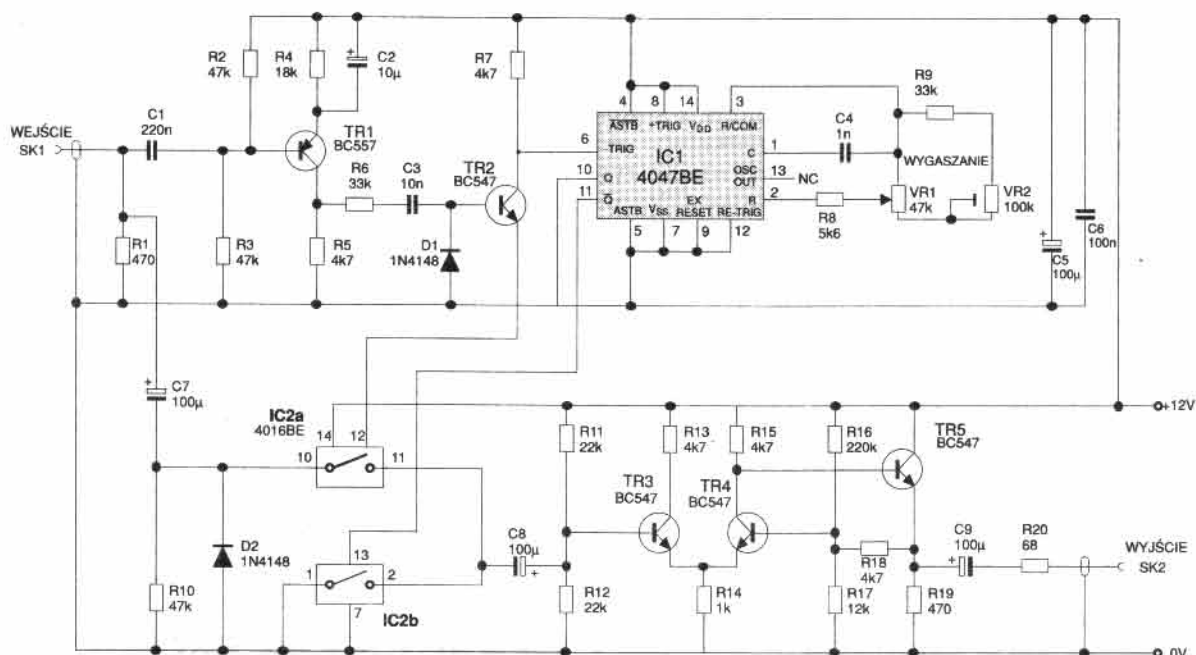 R2
47k
R4
18k
C2
10µ
R7
4k7
C1
220n
WEJŚCIE
SK1
TR1
BC557
R6
33k
C3
10n
TR2
BC547
R1
470
R3
47k
R5
4k7
D1
1N4148
4
8
14
3
ASTB
+TRIG
VDD
R/COM
6
TRIG
IC1
4047BE
C
1
10
Q
OSC
OUT
13
NC
11
Q
R
2
ASTB
VSS
EX
RESET
RE-TRIG
5
7
9
12
C4
1n
R9
33k
WYGASZANIE
VR1
47k
VR2
100k
R8
5k6
C5
100µ
C6
100n
C7
100µ
IC2a
4016BE
14
12
10
11
+12V
R11
22k
R13
4k7
R15
4k7
R16
220k
TR5
BC547
TR3
BC547
TR4
BC547
D2
1N4148
13
1
2
7
IC2b
C8
100µ
R10
47k
R12
22k
R14
1k
R18
4k7
R17
12k
R19
470
C9
100µ
R20
68
WYJŚCIE
SK2
0V